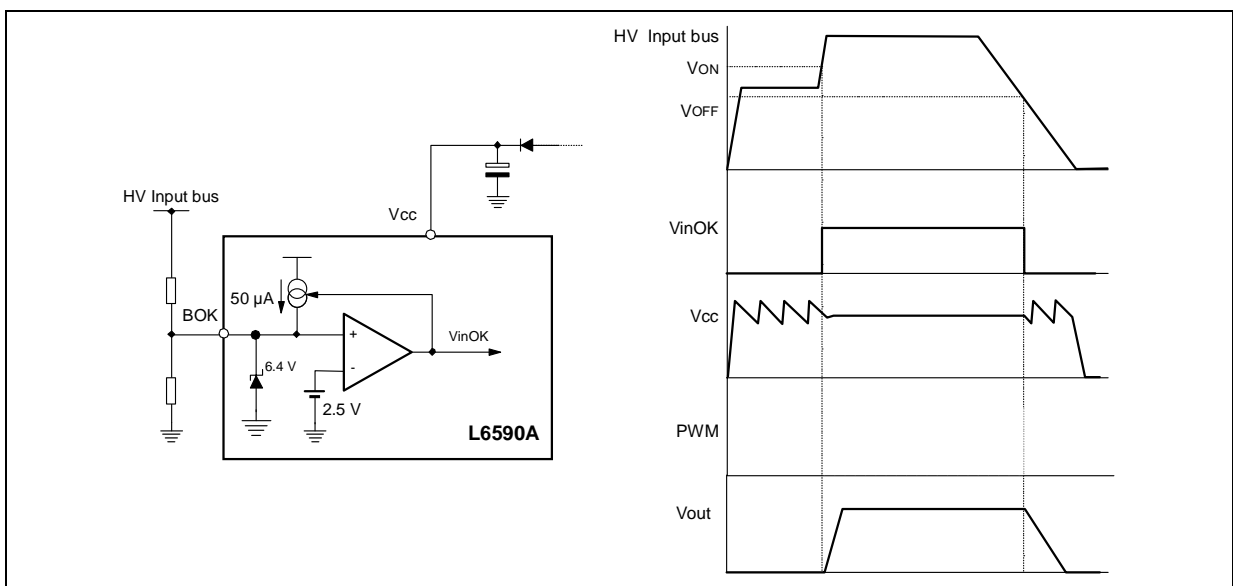 HV Input bus
Vcc
50 µA
BOK
VinOK
+
-
6.4 V
2.5 V
L6590A
HV Input bus
VON
VOFF
VinOK
Vcc
PWM
Vout